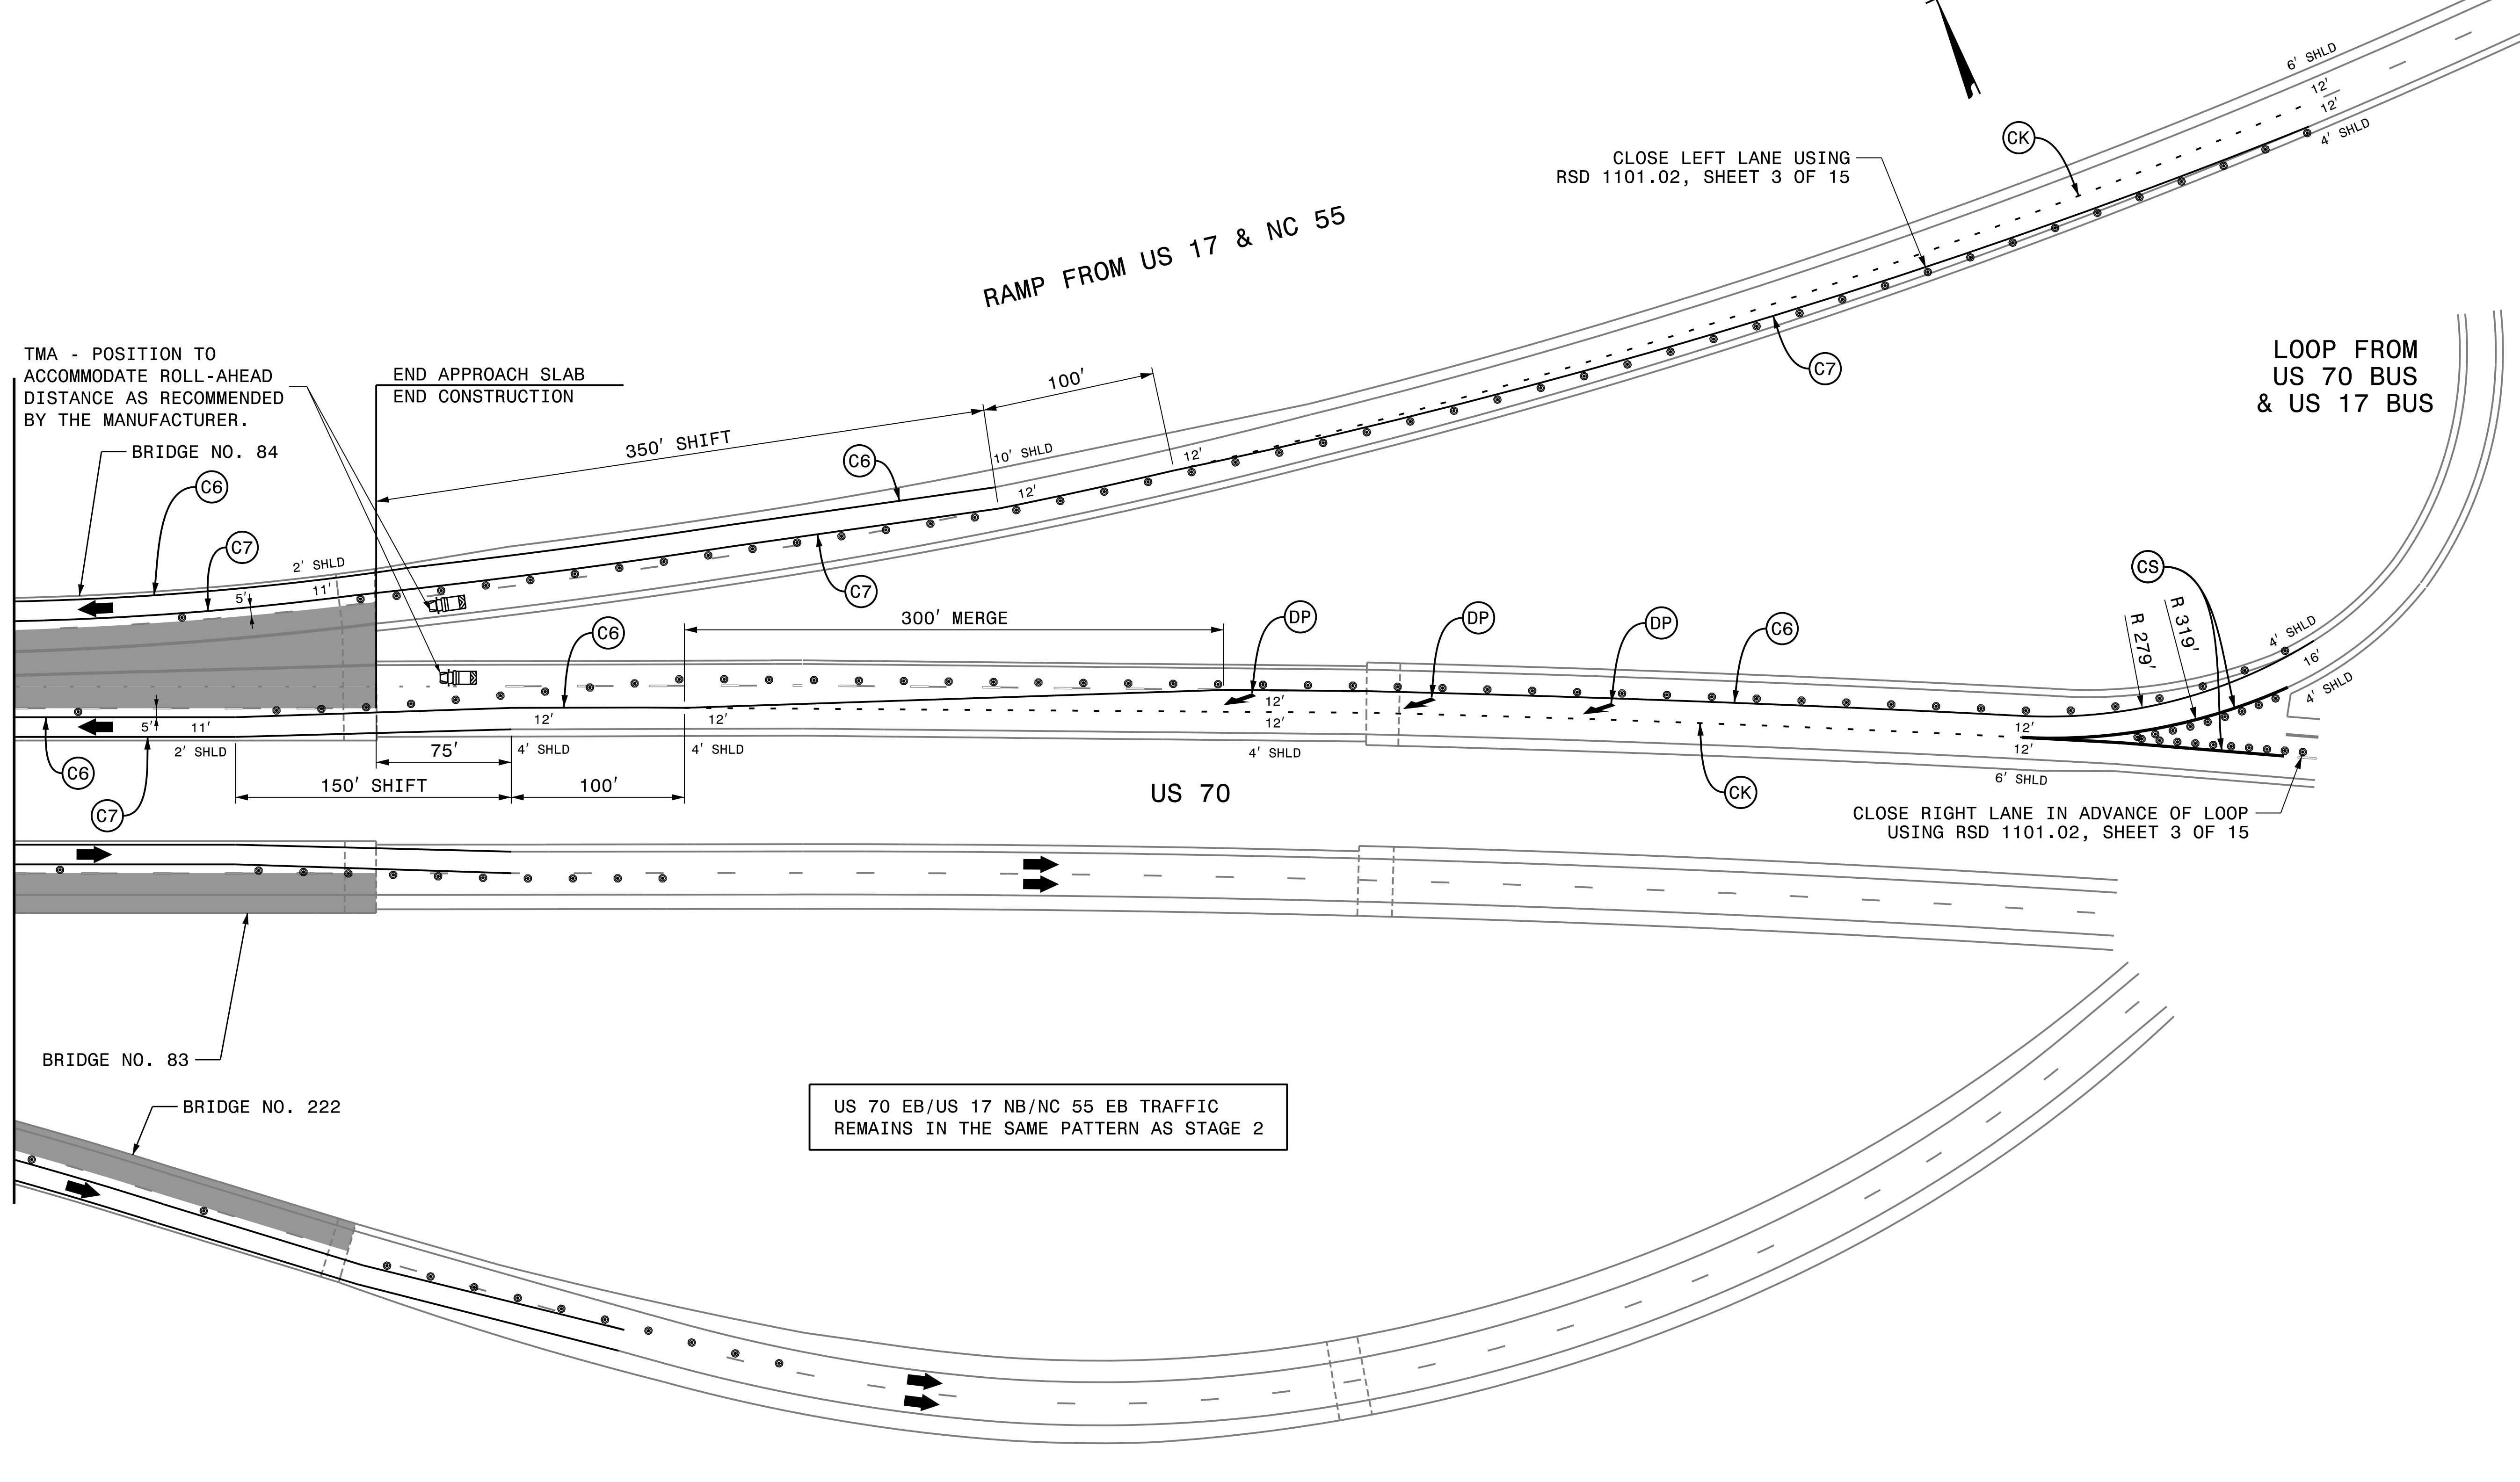 6′ SHLD
12′
12′
4′ SHLD
CK
CLOSE LEFT LANE USING
RSD 1101.02, SHEET 3 OF 15
RAMP FROM US 17 & NC 55
C7
LOOP FROM
US 70 BUS
& US 17 BUS
TMA - POSITION TO
ACCOMMODATE ROLL-AHEAD
DISTANCE AS RECOMMENDED
BY THE MANUFACTURER.
END APPROACH SLAB
END CONSTRUCTION
100′
350′ SHIFT
BRIDGE NO. 84
C6
C6
10′ SHLD
12′
12′
C7
2′ SHLD
11′
5′
C7
CS
R 279′
R 319′
4′ SHLD
16′
4′ SHLD
300′ MERGE
C6
DP
DP
DP
C6
5′
11′
12′
12′
12′
12′
12′
12′
2′ SHLD
75′
4′ SHLD
4′ SHLD
4′ SHLD
6′ SHLD
C6
150′ SHIFT
100′
US 70
CK
C7
CLOSE RIGHT LANE IN ADVANCE OF LOOP
USING RSD 1101.02, SHEET 3 OF 15
BRIDGE NO. 83
BRIDGE NO. 222
US 70 EB/US 17 NB/NC 55 EB TRAFFIC
REMAINS IN THE SAME PATTERN AS STAGE 2